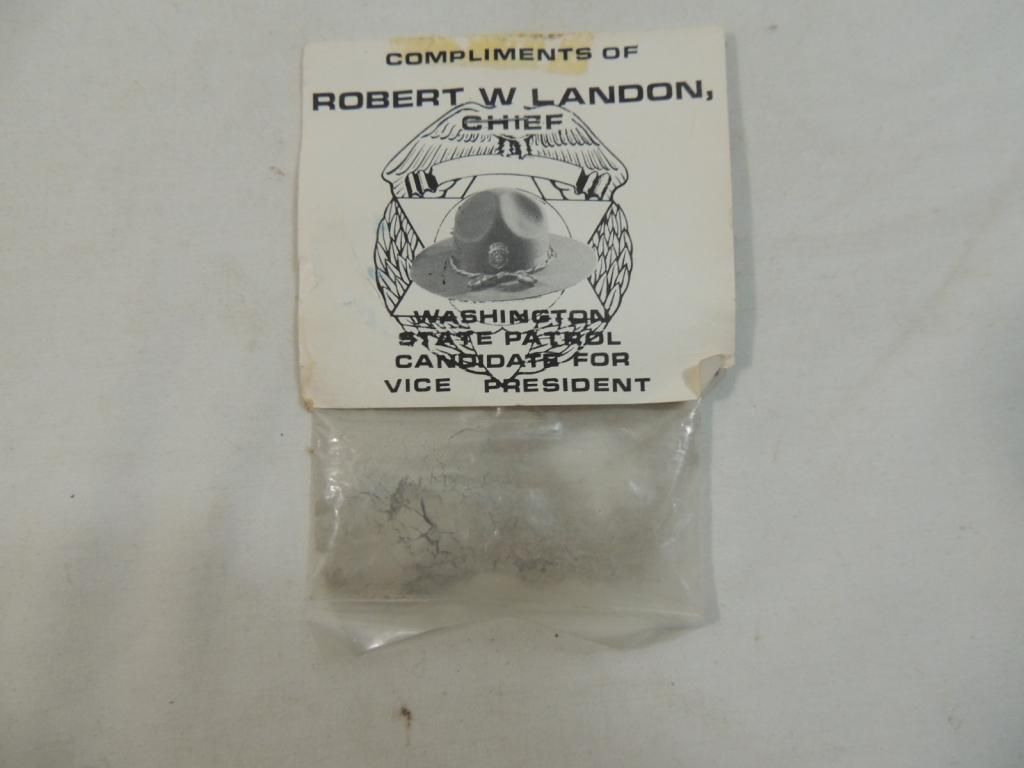 COMPLIMENTS OF
ROBERT W LANDON,
CHIEF
WASHINGTON
STATE PATROL
CANDIDATE FOR
VICE PRESIDENT